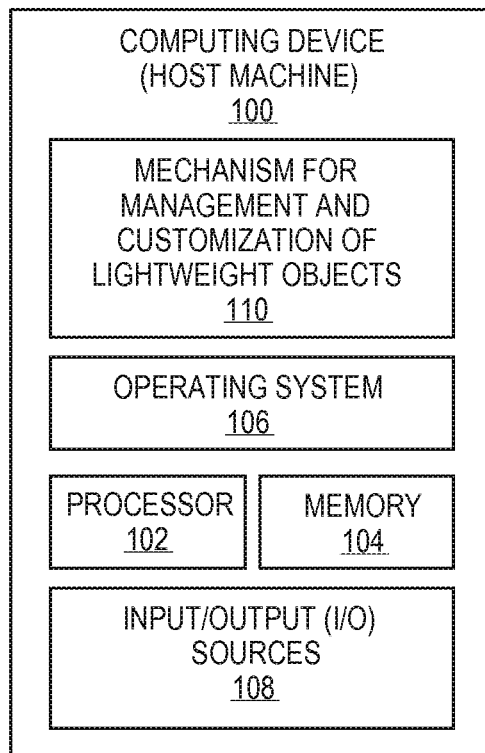 COMPUTING DEVICE
(HOST MACHINE)
100
MECHANISM FOR
MANAGEMENT AND
CUSTOMIZATION OF
LIGHTWEIGHT OBJECTS
110
OPERATING SYSTEM
106
PROCESSOR
102
MEMORY
104
INPUT/OUTPUT (I/O)
SOURCES
108